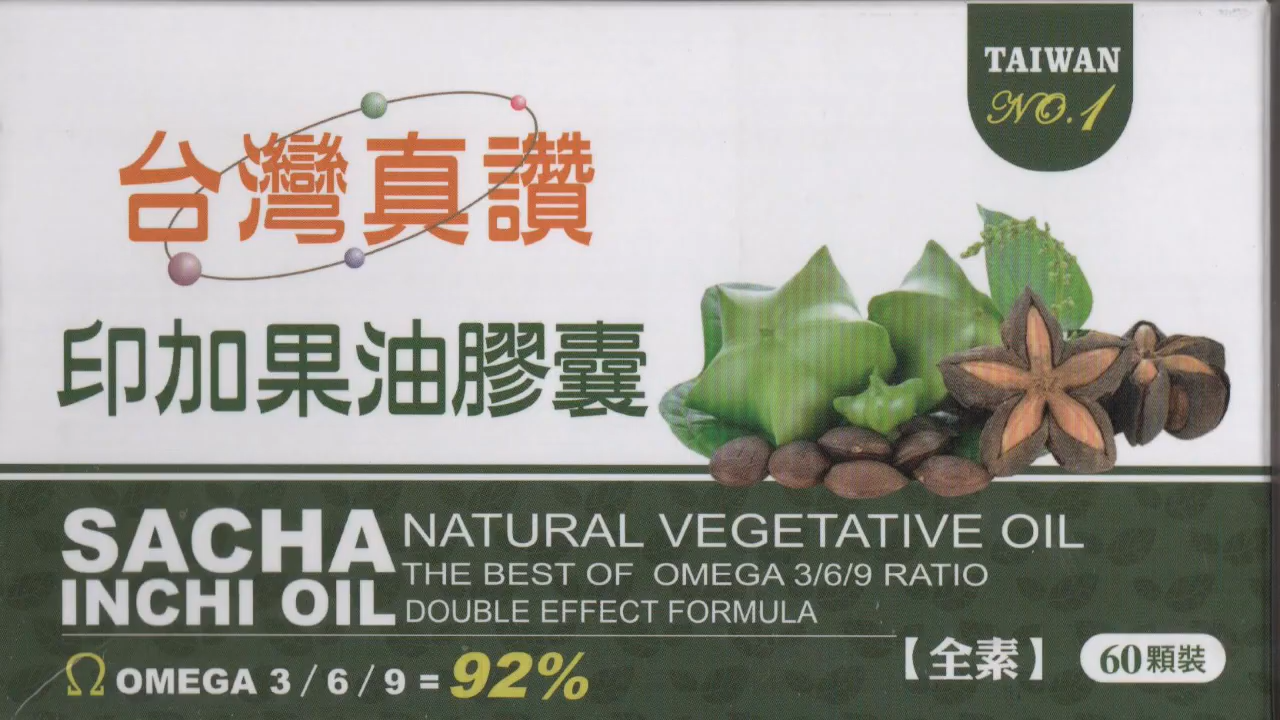 TAIWAN
NO.1
台灣真讚
印加果油膠囊
SACHA
INCHI OIL
NATURAL VEGETATIVE OIL
THE BEST OF OMEGA 3/6/9 RATIO
DOUBLE EFFECT FORMULA
Ω OMEGA 3 / 6 / 9 = 92%
【全素】
60顆裝